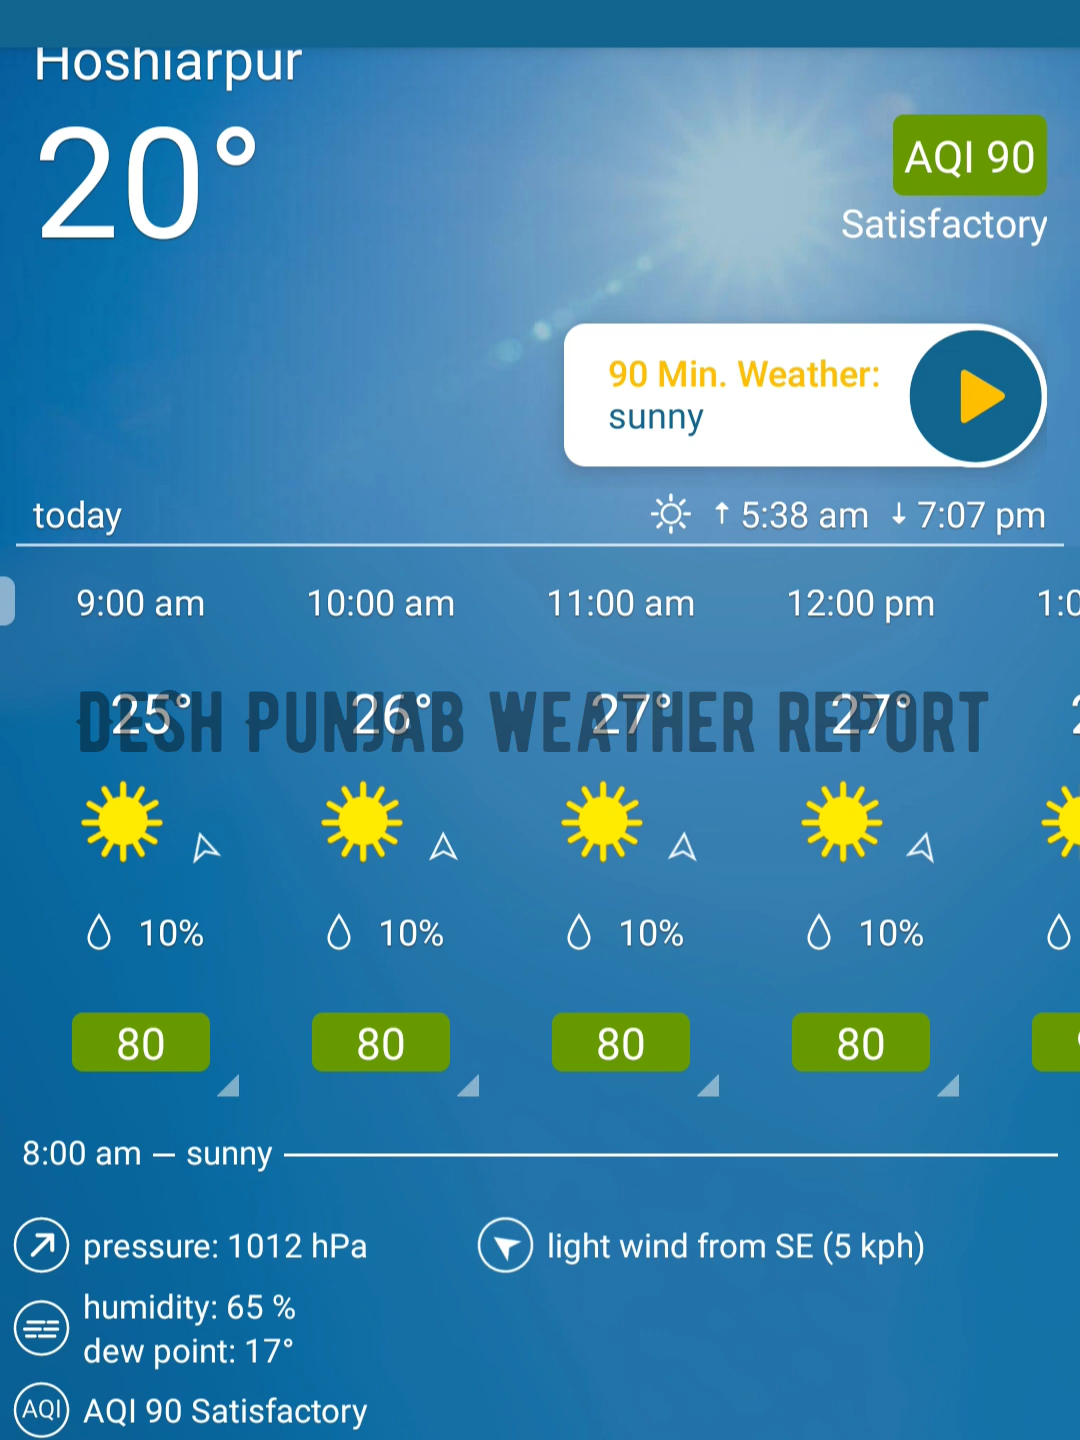 Hoshiarpur
20°
AQI 90
Satisfactory
90 Min. Weather:
sunny
today ↑ 5:38 am ↓ 7:07 pm
9:00 am 10:00 am 11:00 am 12:00 pm
25° 26° 27° 27°
DESH PUNJAB WEATHER REPORT
10% 10% 10% 10%
80 80 80 80
8:00 am — sunny
pressure: 1012 hPa light wind from SE (5 kph)
humidity: 65 %
dew point: 17°
AQI AQI 90 Satisfactory